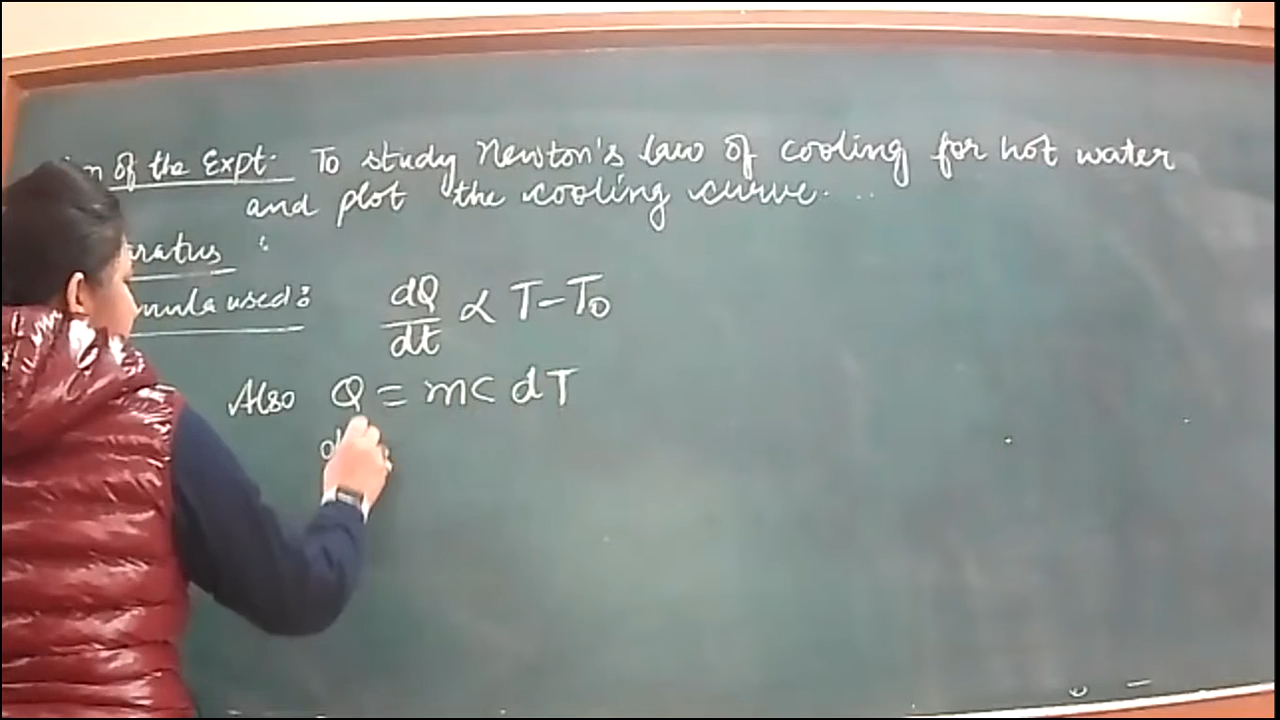 of the Expt. To study Newton's law of cooling for hot water
and plot the cooling curve. ..
ratus :
mula used :
dQ/dt ∝ T-T₀
Also Q = mc dT
d